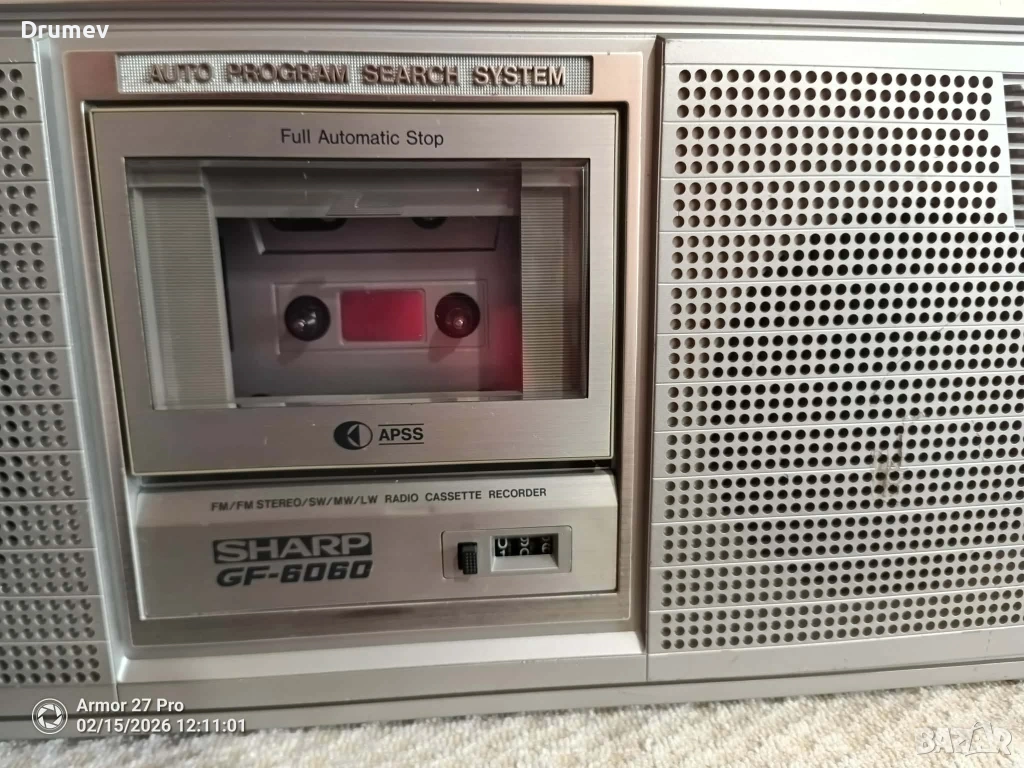 Drumev
AUTO PROGRAM SEARCH SYSTEM
Full Automatic Stop
APSS
FM/FM STEREO/SW/MW/LW RADIO CASSETTE RECORDER
SHARP
GF-6060
Armor 27 Pro
02/15/2026 12:11:01
BAZAR